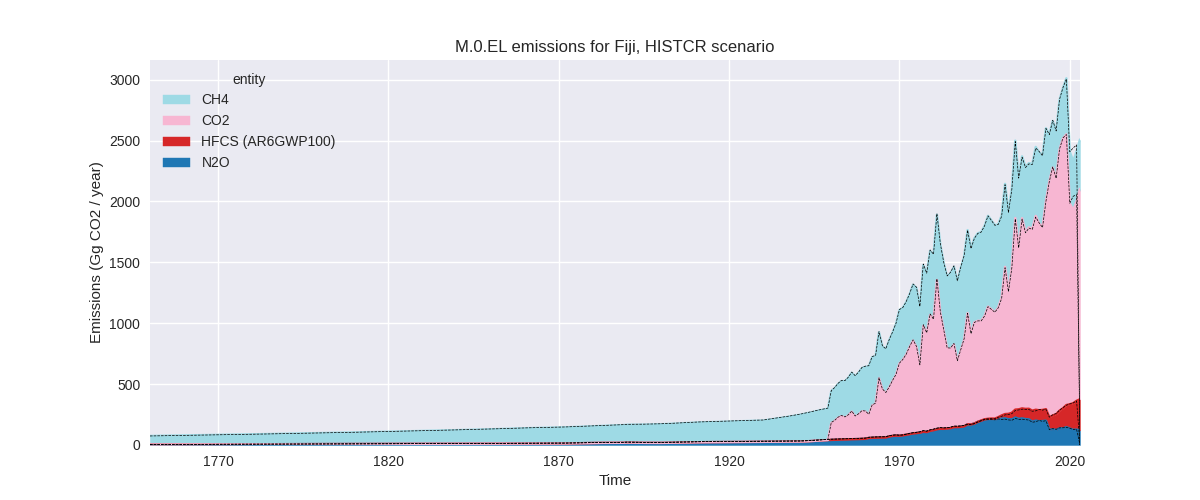 M.0.EL emissions for Fiji, HISTCR scenario
entity
CH4
CO2
HFCS (AR6GWP100)
N2O
Emissions (Gg CO2 / year)
3000
2500
2000
1500
1000
500
0
1770
1820
1870
1920
1970
2020
Time